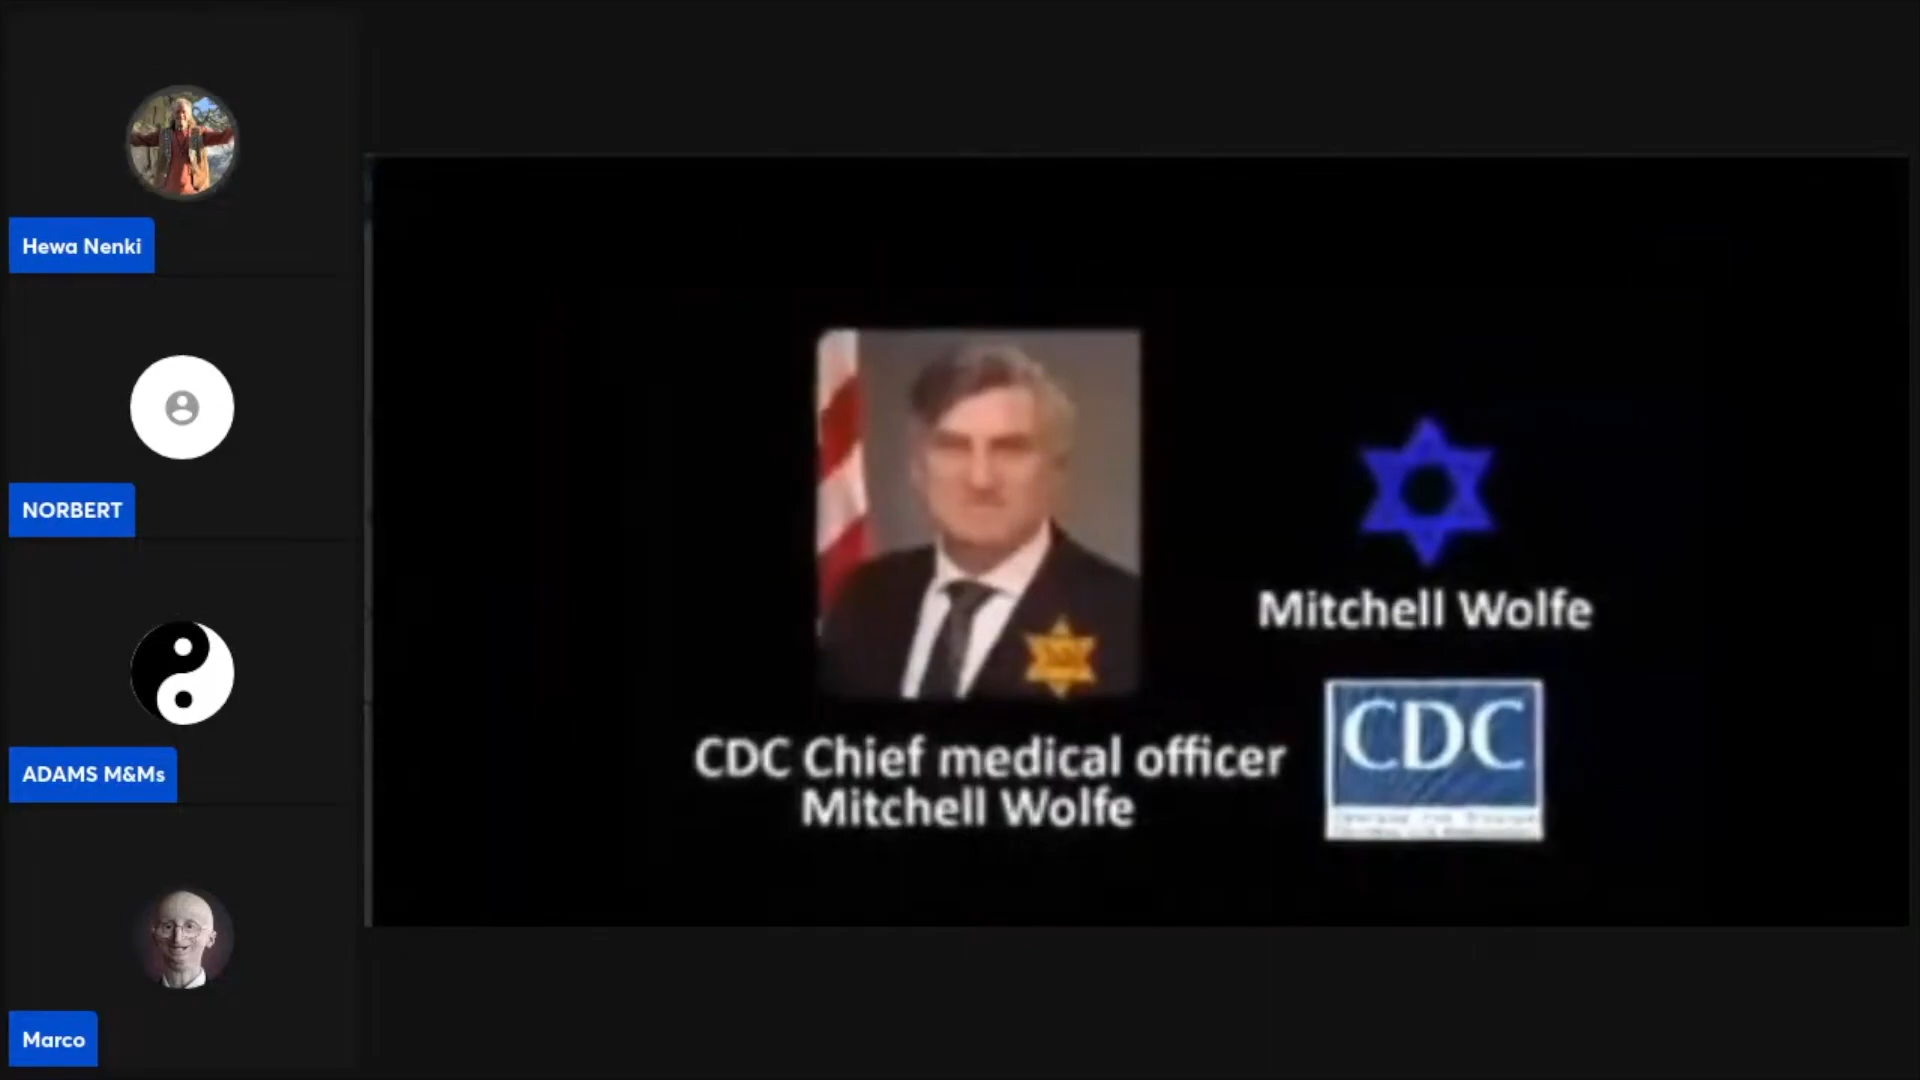 Hewa Nenki
NORBERT
ADAMS M&Ms
Marco
Mitchell Wolfe
CDC Chief medical officer
Mitchell Wolfe
CDC